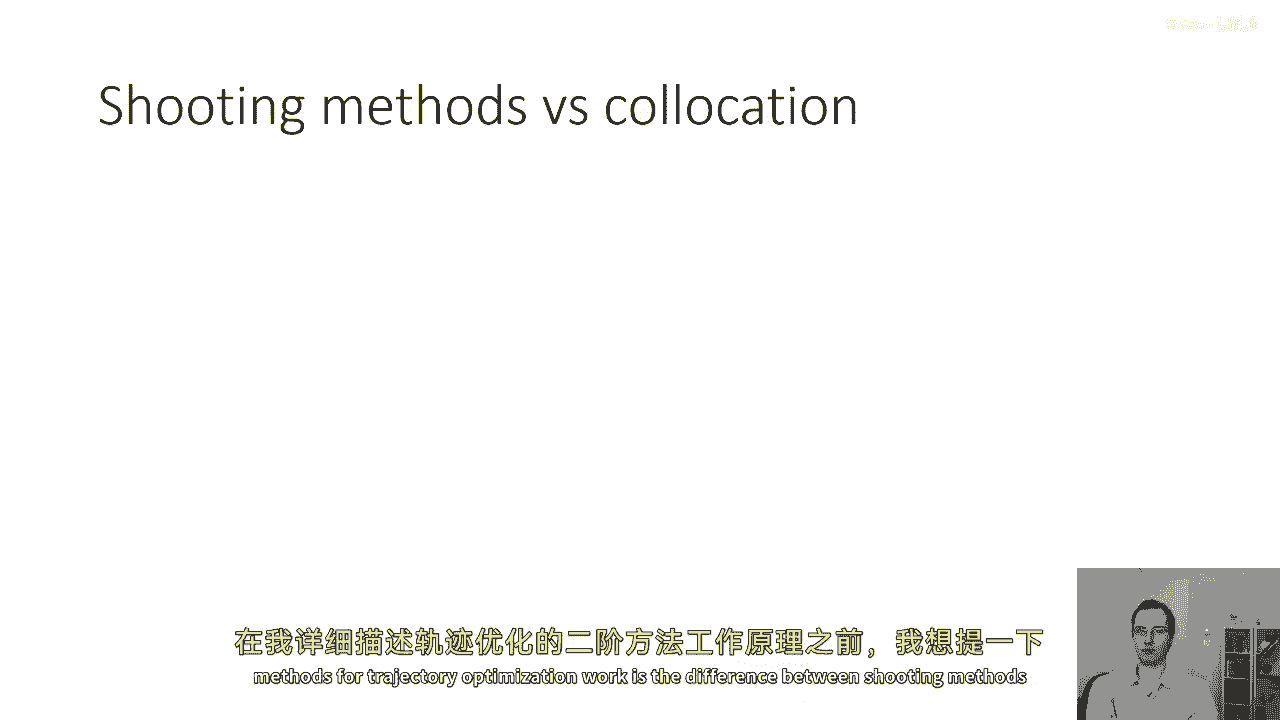 Shooting methods vs collocation
在我详细描述轨迹优化的二阶方法工作原理之前，我想提一下
methods for trajectory optimization work is the difference between shooting methods